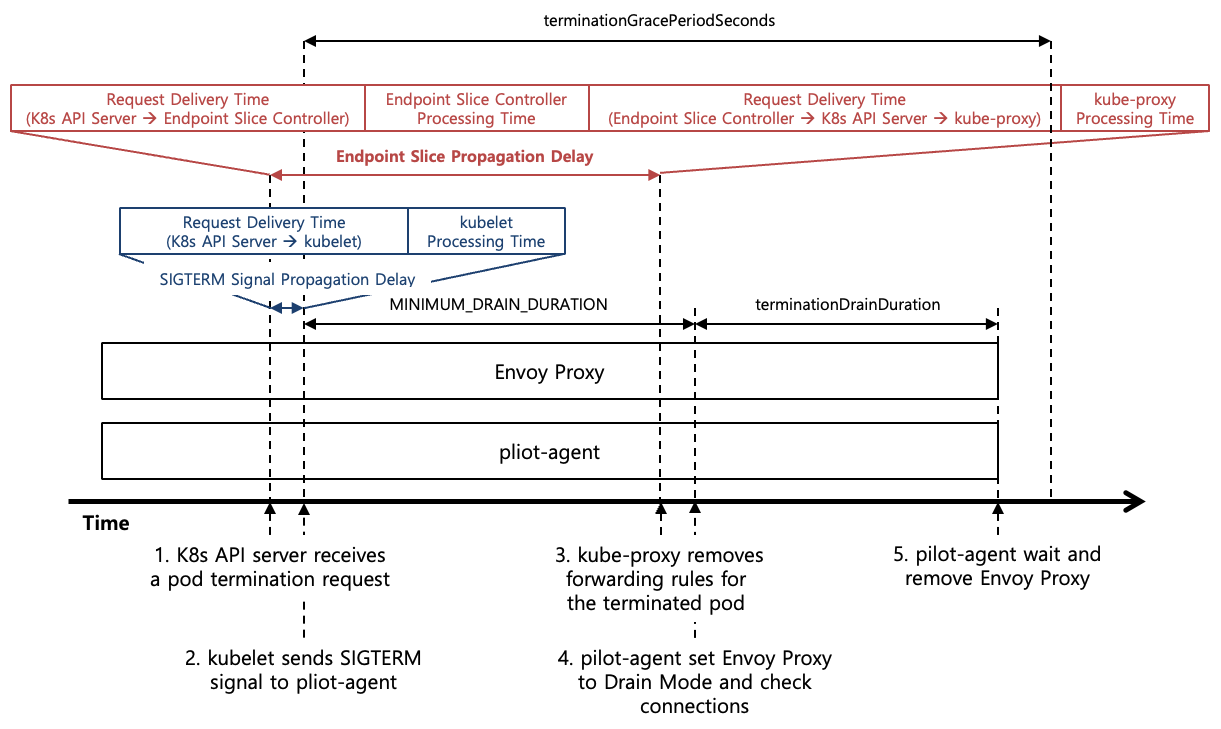 terminationGracePeriodSeconds
Request Delivery Time
(K8s API Server → Endpoint Slice Controller)
Endpoint Slice Controller
Processing Time
Request Delivery Time
(Endpoint Slice Controller → K8s API Server → kube-proxy)
kube-proxy
Processing Time
Endpoint Slice Propagation Delay
Request Delivery Time
(K8s API Server → kubelet)
kubelet
Processing Time
SIGTERM Signal Propagation Delay
MINIMUM_DRAIN_DURATION
terminationDrainDuration
Envoy Proxy
pliot-agent
Time
1. K8s API server receives
a pod termination request
2. kubelet sends SIGTERM
signal to pliot-agent
3. kube-proxy removes
forwarding rules for
the terminated pod
4. pilot-agent set Envoy Proxy
to Drain Mode and check
connections
5. pilot-agent wait and
remove Envoy Proxy